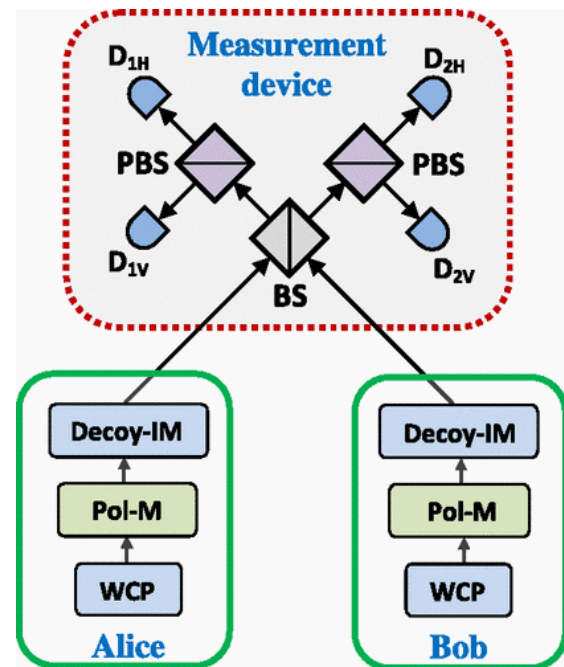 Measurement
device
D1H
D2H
PBS
PBS
D1V
BS
D2V
Decoy-IM
Decoy-IM
Pol-M
Pol-M
WCP
WCP
Alice
Bob